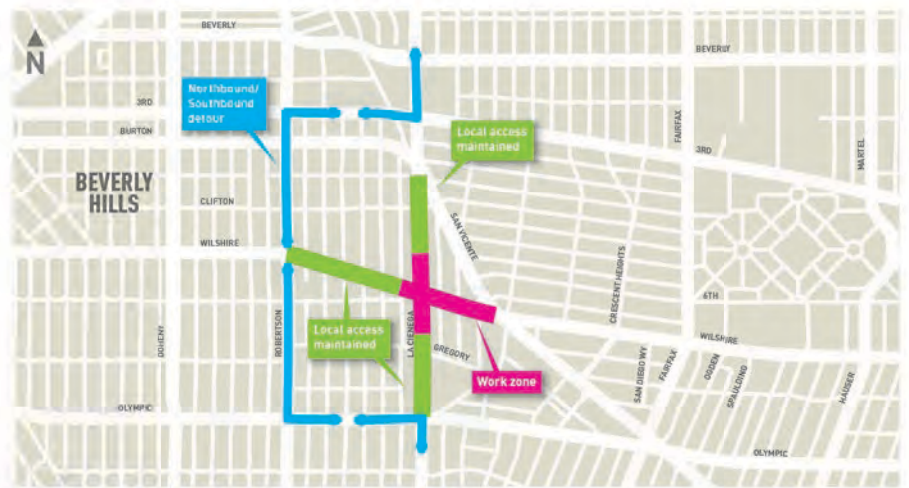 BEVERLY
BEVERLY
N
Northbound/
Southbound
detour
3RD
BURTON
Local access
maintained
FAIRFAX
3RD
MARTEL
BEVERLY
HILLS
CLIFTON
SAN VICENTE
WILSHIRE
CRESCENT HEIGHTS
6TH
Local access
maintained
DOHENY
ROBERTSON
LA CIENEGA
GREGORY
WILSHIRE
Work zone
SAN DIEGO WY
FAIRFAX
OGDEN
SPAULDING
HAUSER
OLYMPIC
OLYMPIC